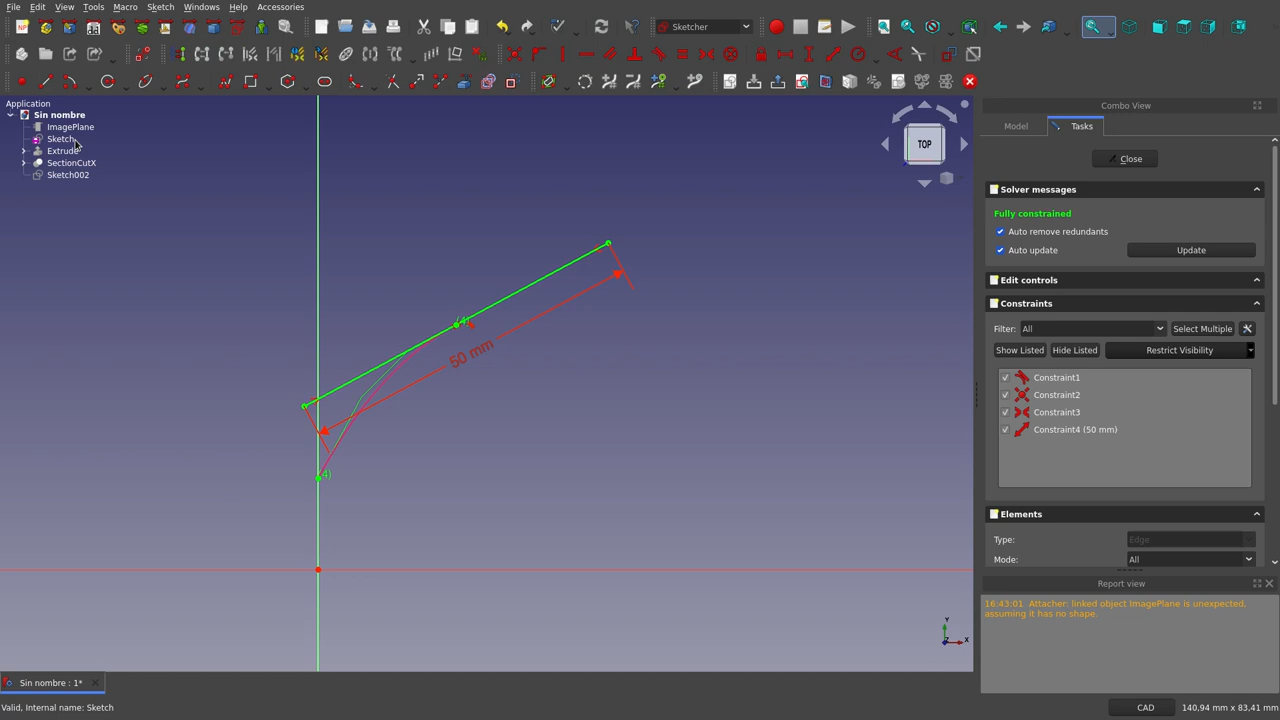 File Edit View Tools Macro Sketch Windows Help Accessories
Sketcher
Application
Sin nombre
ImagePlane
Sketch
Extrude
SectionCutX
Sketch002
(4)
50 mm
4)
TOP
Y
X
Z
Combo View
Model
Tasks
Close
Solver messages
Fully constrained
Auto remove redundants
Auto update
Update
Edit controls
Constraints
Filter: All
Select Multiple
Show Listed
Hide Listed
Restrict Visibility
Constraint1
Constraint2
Constraint3
Constraint4 (50 mm)
Elements
Type: Edge
Mode: All
Report view
16:43:01 Attacher: linked object ImagePlane is unexpected,
assuming it has no shape.
Sin nombre : 1*
Valid, Internal name: Sketch
CAD
140,94 mm x 83,41 mm